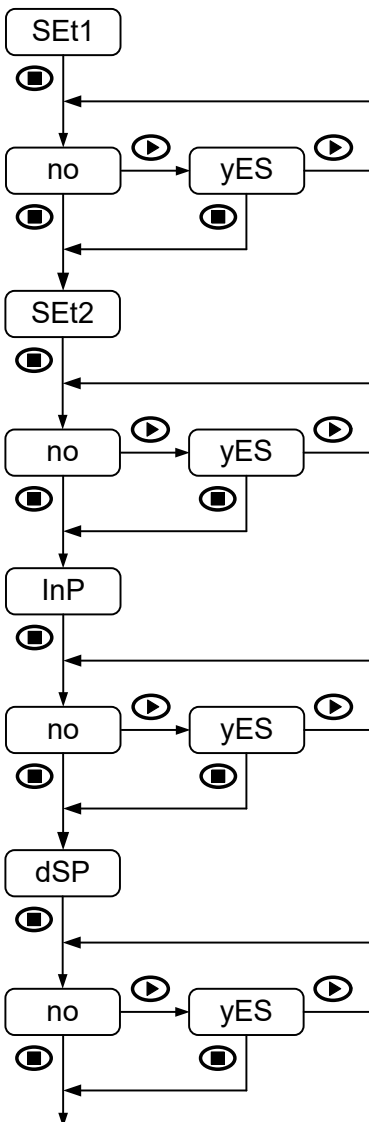 SEt1
no yES
SEt2
no yES
InP
no yES
dSP
no yES